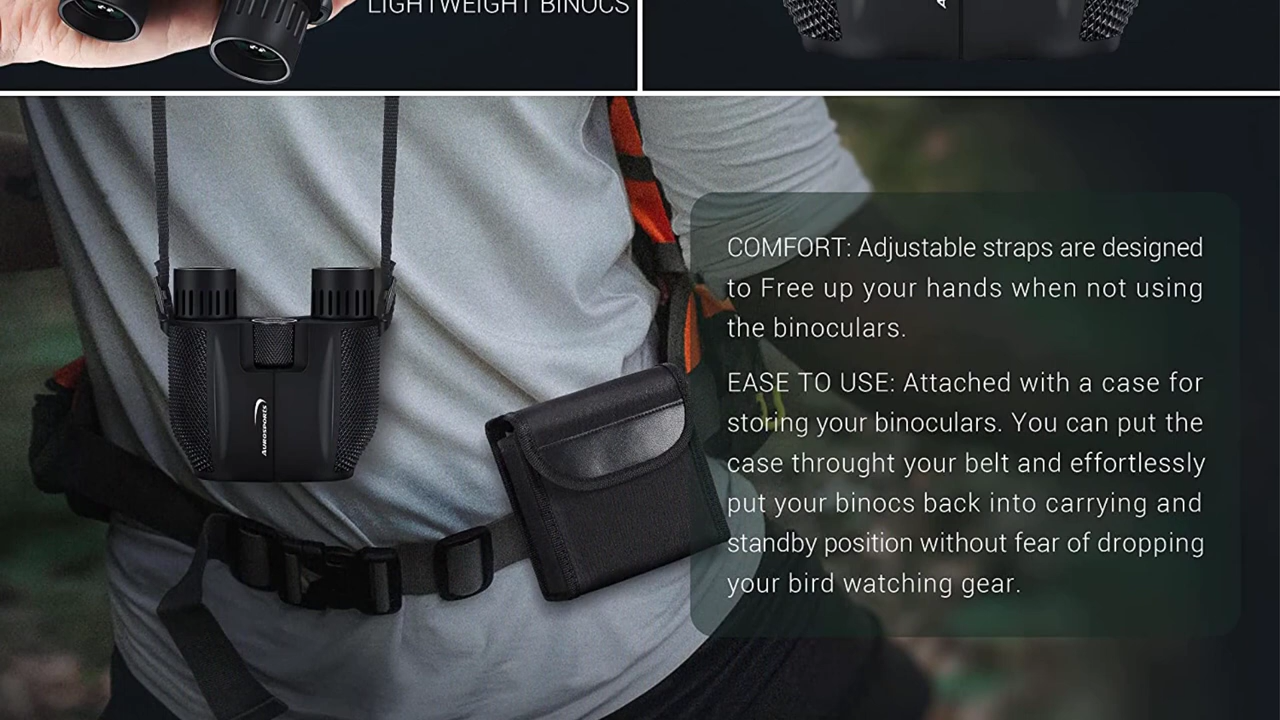 LIGHTWEIGHT BINOCS
COMFORT: Adjustable straps are designed
to Free up your hands when not using
the binoculars.
EASE TO USE: Attached with a case for
storing your binoculars. You can put the
case throught your belt and effortlessly
put your binocs back into carrying and
standby position without fear of dropping
your bird watching gear.
AUROSPORTS